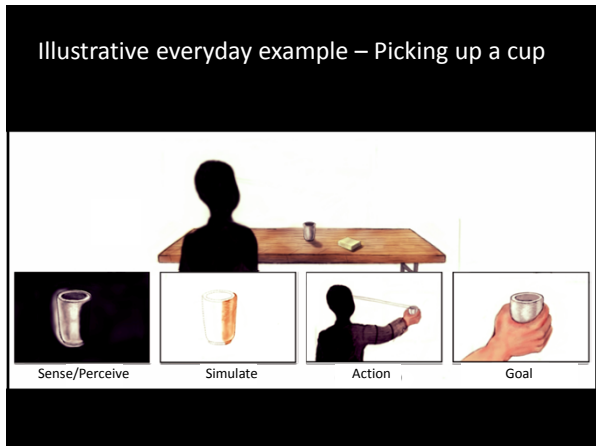 Illustrative everyday example – Picking up a cup
Sense/Perceive
Simulate
Action
Goal